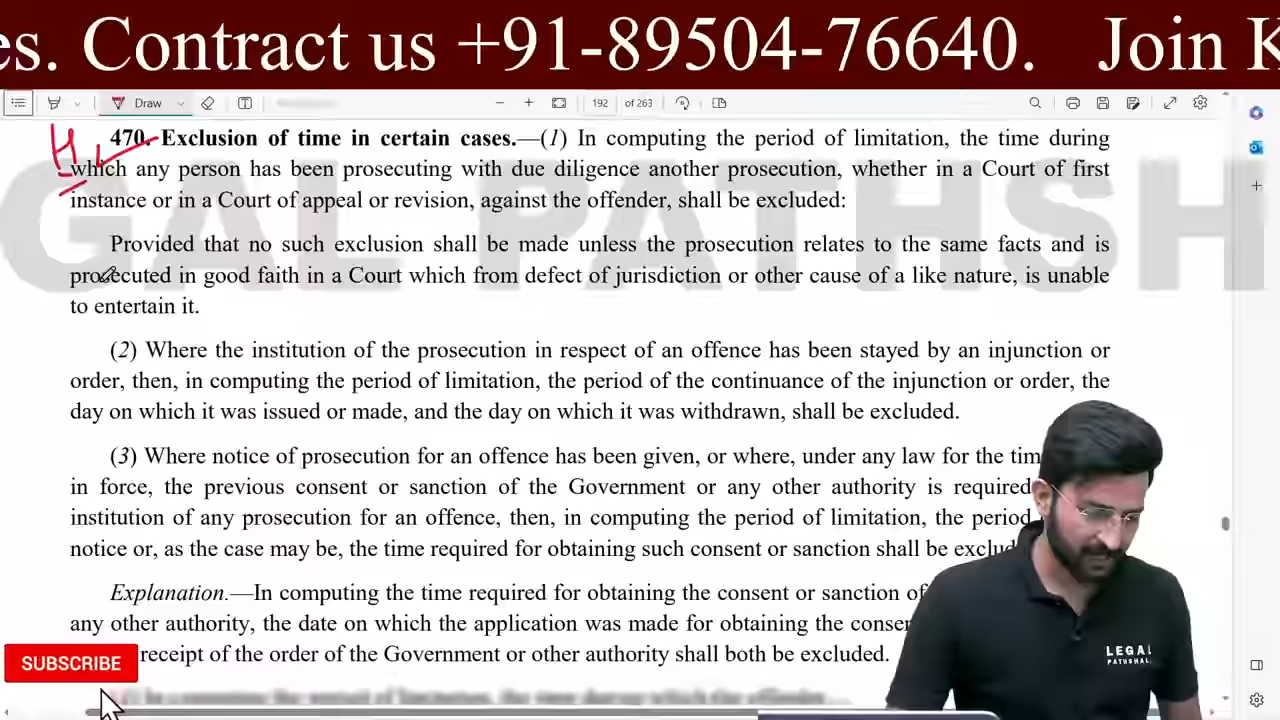 es. Contract us +91-89504-76640. Join K
Draw
192 of 263
470. Exclusion of time in certain cases.—(1) In computing the period of limitation, the time during
which any person has been prosecuting with due diligence another prosecution, whether in a Court of first
instance or in a Court of appeal or revision, against the offender, shall be excluded:
GAL PATHSH
Provided that no such exclusion shall be made unless the prosecution relates to the same facts and is
prosecuted in good faith in a Court which from defect of jurisdiction or other cause of a like nature, is unable
to entertain it.
(2) Where the institution of the prosecution in respect of an offence has been stayed by an injunction or
order, then, in computing the period of limitation, the period of the continuance of the injunction or order, the
day on which it was issued or made, and the day on which it was withdrawn, shall be excluded.
(3) Where notice of prosecution for an offence has been given, or where, under any law for the tim
in force, the previous consent or sanction of the Government or any other authority is required
institution of any prosecution for an offence, then, in computing the period of limitation, the period
notice or, as the case may be, the time required for obtaining such consent or sanction shall be exclud
Explanation.—In computing the time required for obtaining the consent or sanction of
any other authority, the date on which the application was made for obtaining the conser
receipt of the order of the Government or other authority shall both be excluded.
SUBSCRIBE
LEGAL
PATHSHAL